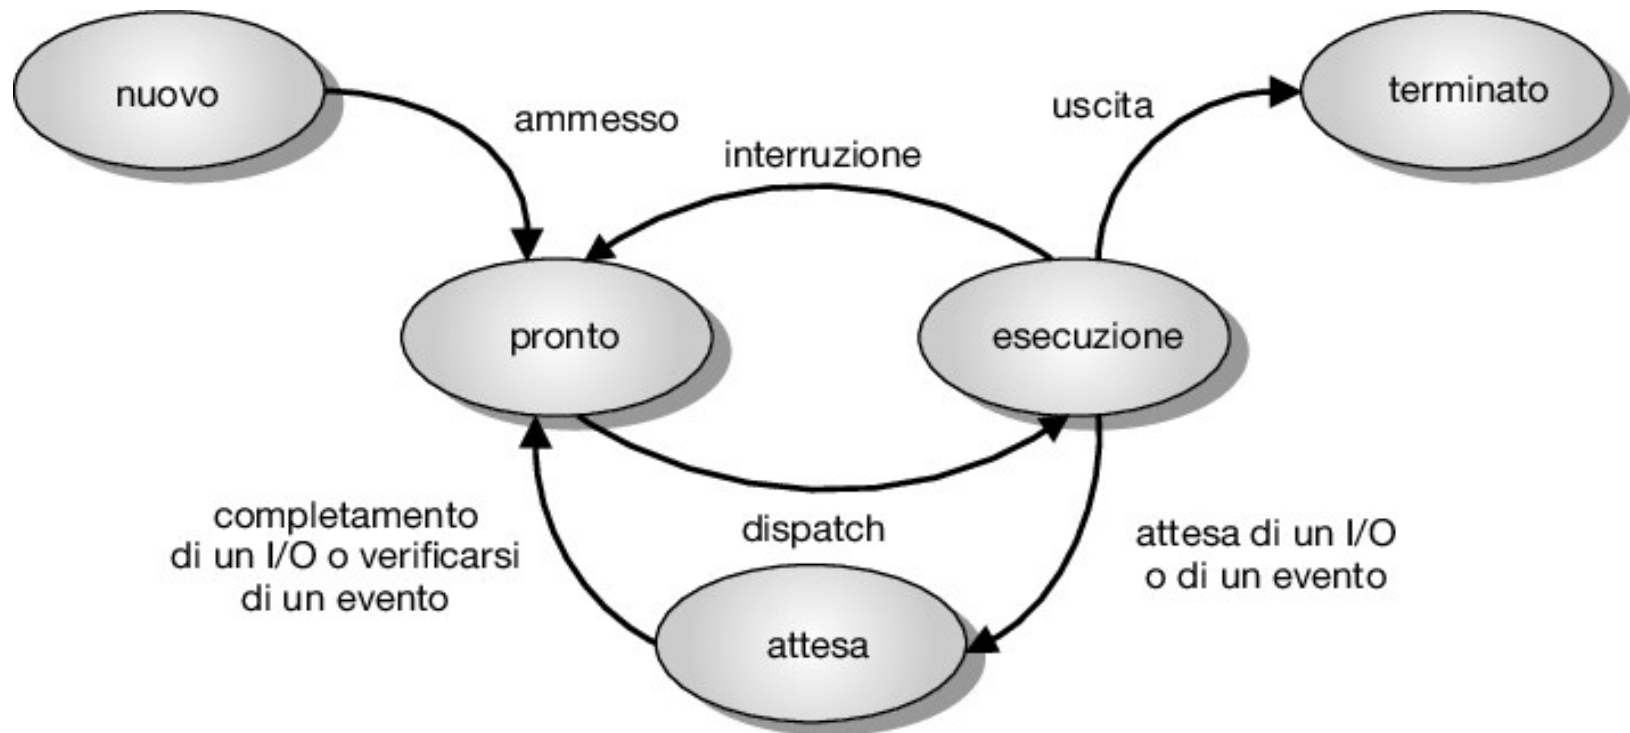 nuovo
terminato
ammesso
uscita
interruzione
pronto
esecuzione
completamento
di un I/O o verificarsi
di un evento
dispatch
attesa di un I/O
o di un evento
attesa